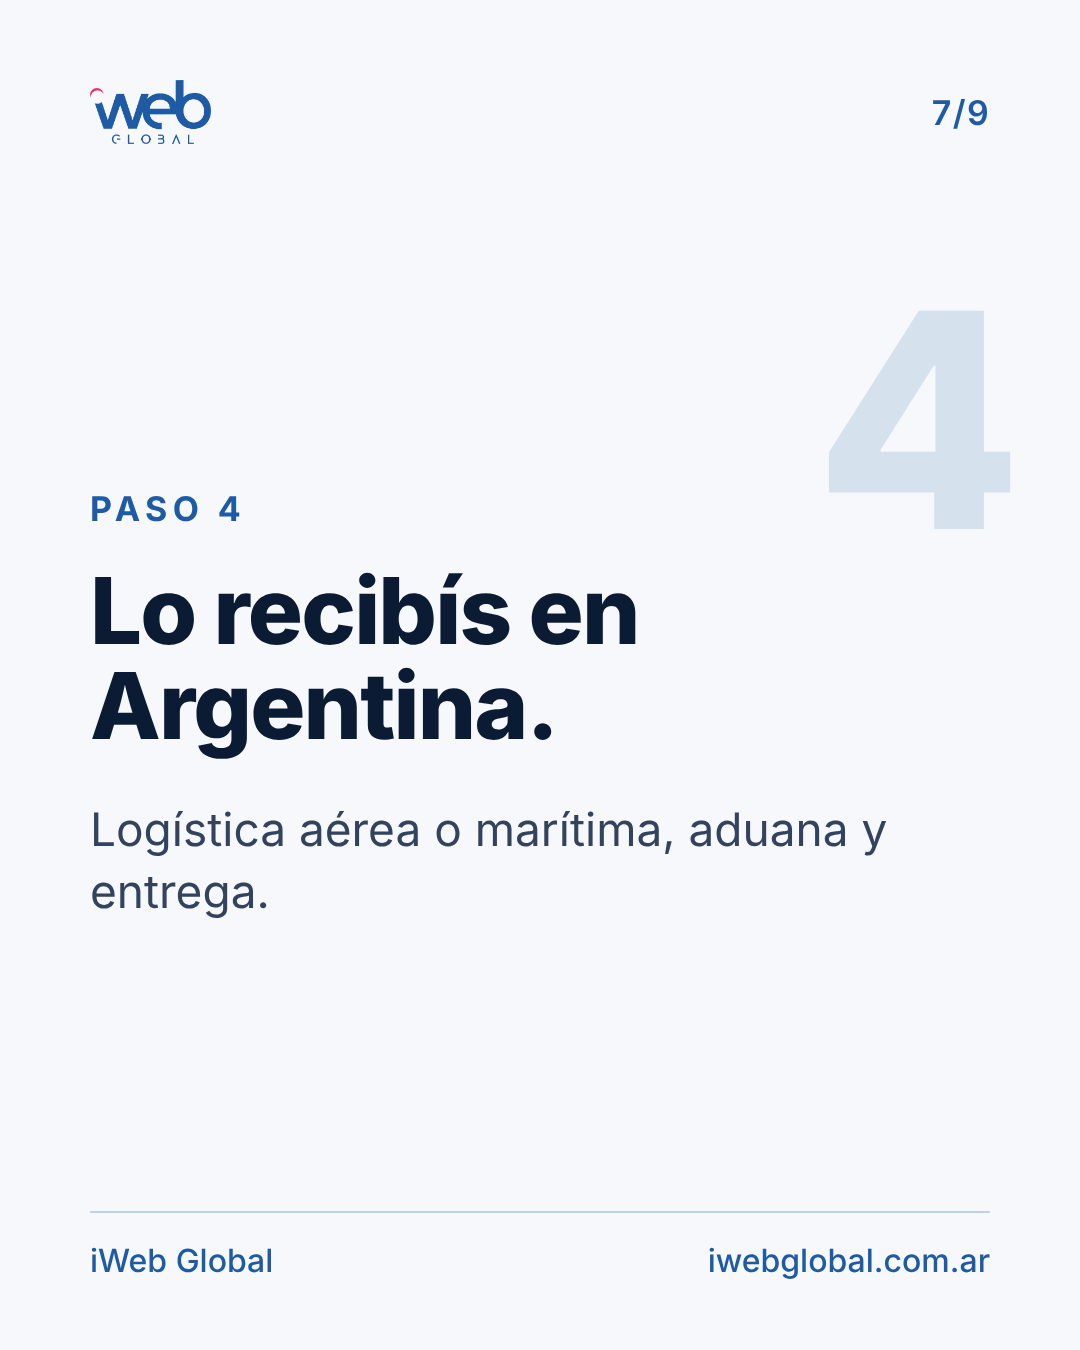 iweb
GLOBAL
7/9
4
PASO 4
Lo recibís en
Argentina.
Logística aérea o marítima, aduana y
entrega.
iWeb Global
iwebglobal.com.ar